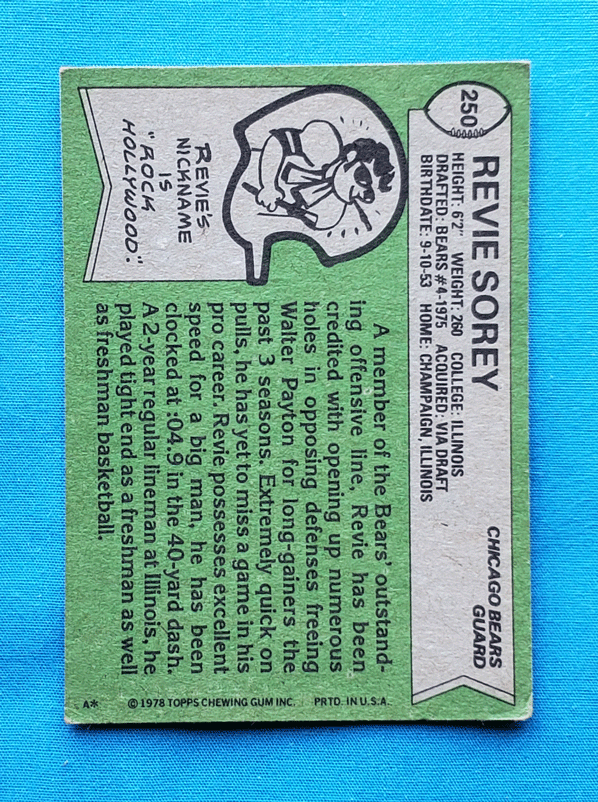 250
REVIE SOREY
CHICAGO BEARS
GUARD
HEIGHT: 6'2" WEIGHT: 260 COLLEGE: ILLINOIS
DRAFTED: BEARS #4-1975 ACQUIRED: VIA DRAFT
BIRTHDATE: 9-10-53 HOME: CHAMPAIGN, ILLINOIS
REVIE'S
NICKNAME
IS
"ROCK
HOLLYWOOD."
A member of the Bears' outstand-
ing offensive line, Revie has been
credited with opening up numerous
holes in opposing defenses freeing
Walter Payton for long-gainers the
past 3 seasons. Extremely quick on
pulls, he has yet to miss a game in his
pro career. Revie possesses excellent
speed for a big man, he has been
clocked at :04.9 in the 40-yard dash.
A 2-year regular lineman at Illinois, he
played tight end as a freshman as well
as freshman basketball.
A* © 1978 TOPPS CHEWING GUM INC. PRTD. IN U.S.A.